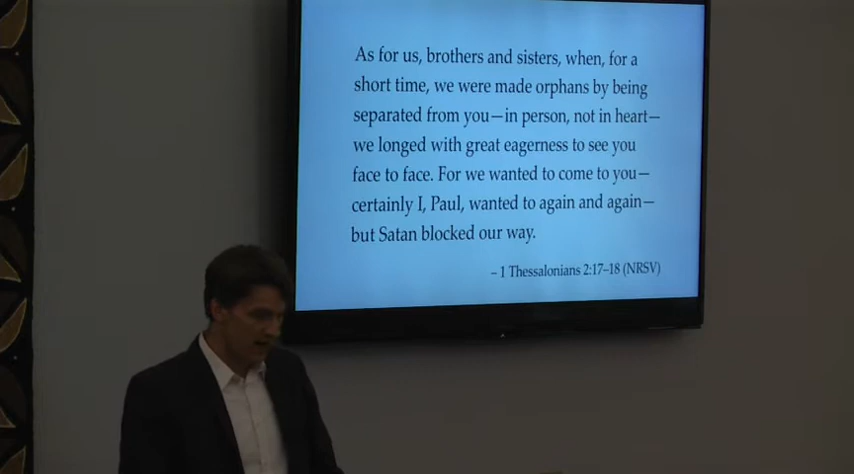 As for us, brothers and sisters, when, for a
short time, we were made orphans by being
separated from you—in person, not in heart—
we longed with great eagerness to see you
face to face. For we wanted to come to you—
certainly I, Paul, wanted to again and again—
but Satan blocked our way.
– 1 Thessalonians 2:17–18 (NRSV)